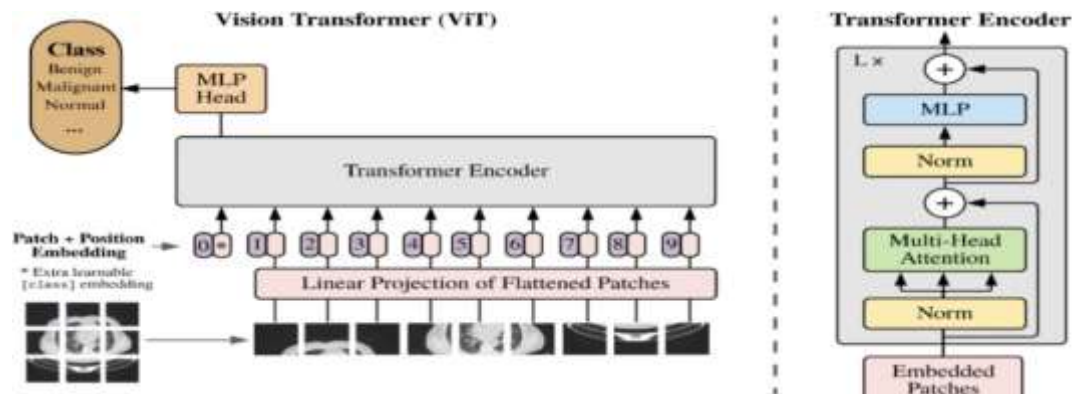 Vision Transformer (ViT)
Class
Benign
Malignant
Normal
...
MLP
Head
Transformer Encoder
Patch + Position
Embedding
0 * 1 2 3 4 5 6 7 8 9
* Extra learnable
[class] embedding
Linear Projection of Flattened Patches
Transformer Encoder
L ×
+
MLP
Norm
+
Multi-Head
Attention
Norm
Embedded
Patches